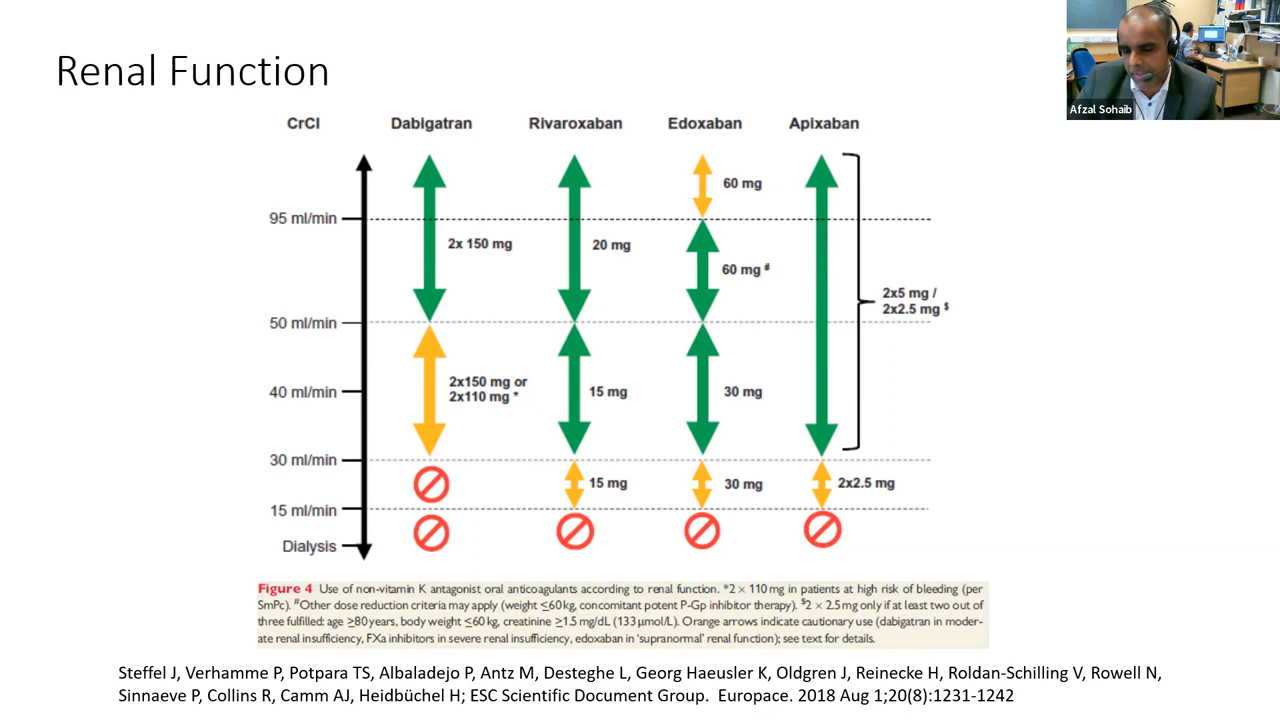 Renal Function
Afzal Sohaib
CrCl Dabigatran Rivaroxaban Edoxaban Apixaban
60 mg
95 ml/min
2x 150 mg 20 mg
60 mg #
2x5 mg /
2x2.5 mg $
50 ml/min
2x150 mg or
2x110 mg *
40 ml/min 15 mg 30 mg
30 ml/min
15 mg 30 mg 2x2.5 mg
15 ml/min
Dialysis
Figure 4 Use of non-vitamin K antagonist oral anticoagulants according to renal function. *2 × 110 mg in patients at high risk of bleeding (per
SmPc). #Other dose reduction criteria may apply (weight ≤60 kg, concomitant potent P-Gp inhibitor therapy). $2 × 2.5 mg only if at least two out of
three fulfilled: age ≥80 years, body weight ≤60 kg, creatinine ≥1.5 mg/dL (133 µmol/L). Orange arrows indicate cautionary use (dabigatran in moder-
ate renal insufficiency, FXa inhibitors in severe renal insufficiency, edoxaban in 'supranormal' renal function); see text for details.
Steffel J, Verhamme P, Potpara TS, Albaladejo P, Antz M, Desteghe L, Georg Haeusler K, Oldgren J, Reinecke H, Roldan-Schilling V, Rowell N,
Sinnaeve P, Collins R, Camm AJ, Heidbüchel H; ESC Scientific Document Group. Europace. 2018 Aug 1;20(8):1231-1242